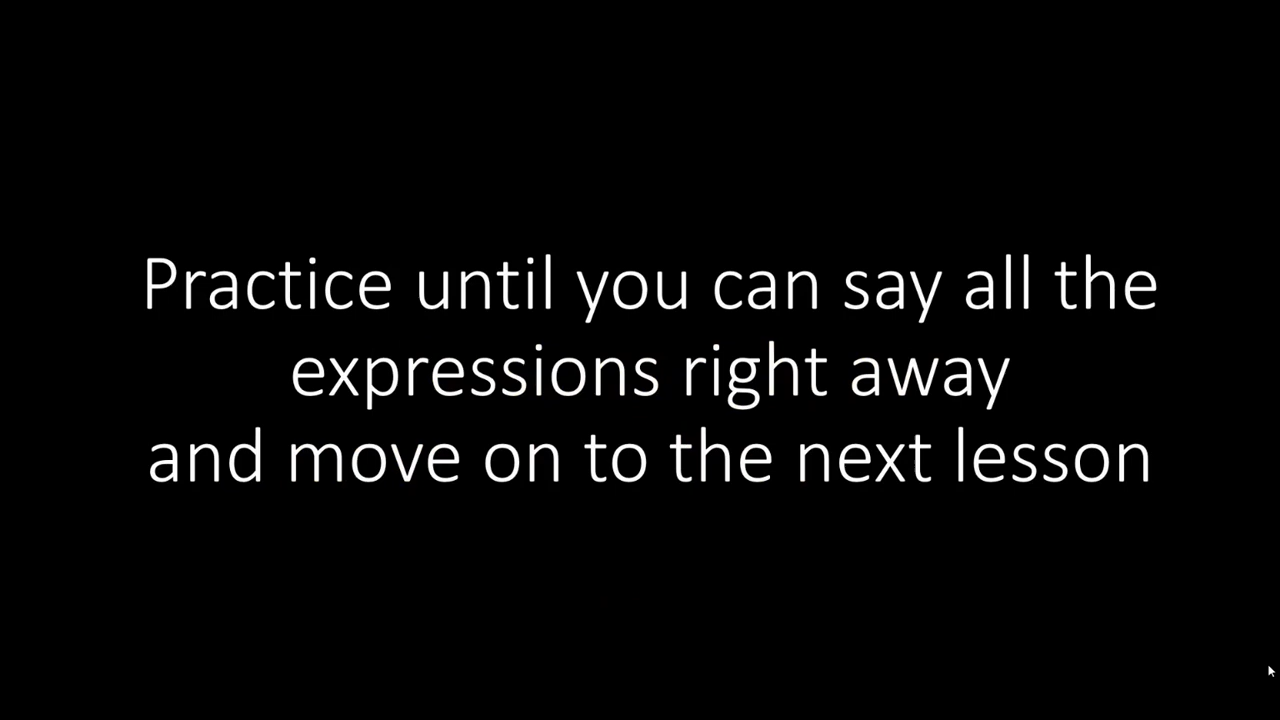 Practice until you can say all the
expressions right away
and move on to the next lesson